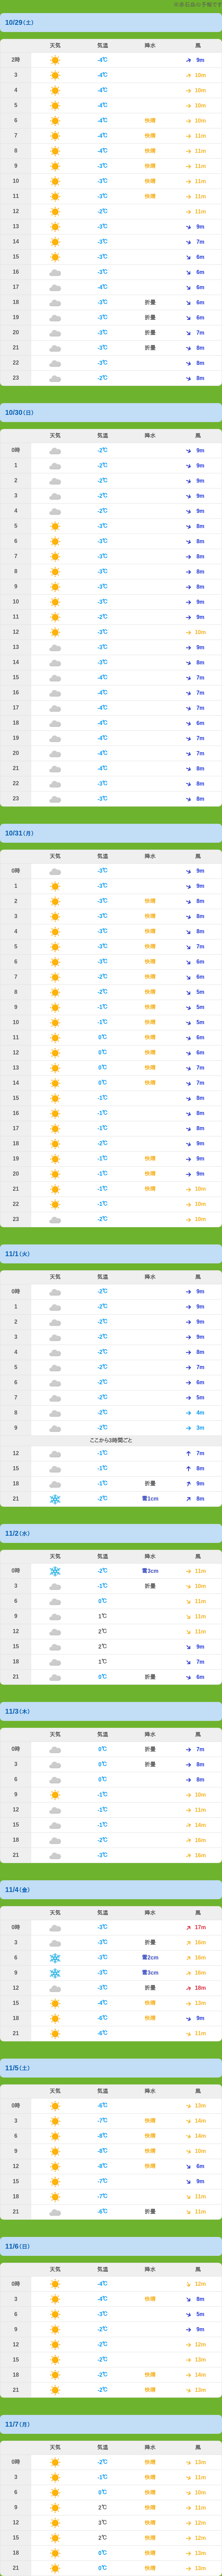 ※単若品の予報です
10/29(土)
天気 気温 降水 風
2時 -4℃ 9m
3 -4℃ 10m
4 -4℃ 10m
5 -4℃ 10m
6 -4℃ 快晴 10m
7 -4℃ 快晴 11m
8 -4℃ 快晴 11m
9 -3℃ 快晴 11m
10 -3℃ 快晴 11m
11 -3℃ 快晴 11m
12 -2℃ 11m
13 -3℃ 9m
14 -3℃ 7m
15 -3℃ 6m
16 -3℃ 6m
17 -4℃ 6m
18 -3℃ 折曇 6m
19 -3℃ 折曇 6m
20 -3℃ 折曇 7m
21 -3℃ 折曇 8m
22 -3℃ 8m
23 -2℃ 8m
10/30(日)
天気 気温 降水 風
0時 -2℃ 9m
1 -2℃ 9m
2 -2℃ 9m
3 -2℃ 9m
4 -2℃ 9m
5 -3℃ 8m
6 -3℃ 8m
7 -3℃ 8m
8 -3℃ 8m
9 -3℃ 8m
10 -3℃ 9m
11 -2℃ 9m
12 -3℃ 10m
13 -3℃ 9m
14 -3℃ 8m
15 -4℃ 7m
16 -4℃ 7m
17 -4℃ 7m
18 -4℃ 6m
19 -4℃ 7m
20 -4℃ 7m
21 -4℃ 8m
22 -3℃ 8m
23 -3℃ 8m
10/31(月)
天気 気温 降水 風
0時 -3℃ 9m
1 -3℃ 9m
2 -3℃ 快晴 8m
3 -3℃ 快晴 8m
4 -3℃ 快晴 8m
5 -3℃ 快晴 7m
6 -3℃ 快晴 6m
7 -2℃ 快晴 6m
8 -2℃ 快晴 5m
9 -1℃ 快晴 5m
10 -1℃ 快晴 5m
11 0℃ 快晴 6m
12 0℃ 快晴 6m
13 0℃ 快晴 7m
14 0℃ 快晴 7m
15 -1℃ 8m
16 -1℃ 8m
17 -1℃ 8m
18 -2℃ 9m
19 -1℃ 快晴 9m
20 -1℃ 快晴 9m
21 -1℃ 快晴 10m
22 -1℃ 10m
23 -2℃ 10m
11/1(火)
天気 気温 降水 風
0時 -2℃ 9m
1 -2℃ 9m
2 -2℃ 9m
3 -2℃ 9m
4 -2℃ 8m
5 -2℃ 7m
6 -2℃ 6m
7 -2℃ 5m
8 -2℃ 4m
9 -2℃ 3m
ここから3時間ごと
12 -1℃ 7m
15 -1℃ 8m
18 -1℃ 折曇 9m
21 -2℃ 雪1cm 8m
11/2(水)
天気 気温 降水 風
0時 -2℃ 雪3cm 11m
3 -1℃ 折曇 10m
6 0℃ 11m
9 1℃ 11m
12 2℃ 11m
15 2℃ 9m
18 1℃ 7m
21 0℃ 折曇 6m
11/3(木)
天気 気温 降水 風
0時 0℃ 折曇 7m
3 0℃ 折曇 8m
6 0℃ 8m
9 -1℃ 10m
12 -1℃ 11m
15 -1℃ 14m
18 -2℃ 16m
21 -3℃ 16m
11/4(金)
天気 気温 降水 風
0時 -3℃ 17m
3 -3℃ 折曇 16m
6 -3℃ 雪2cm 16m
9 -3℃ 雪3cm 16m
12 -3℃ 折曇 18m
15 -4℃ 快晴 13m
18 -6℃ 快晴 9m
21 -6℃ 11m
11/5(土)
天気 気温 降水 風
0時 -6℃ 13m
3 -7℃ 快晴 14m
6 -8℃ 快晴 14m
9 -8℃ 快晴 10m
12 -8℃ 快晴 6m
15 -7℃ 9m
18 -7℃ 11m
21 -6℃ 折曇 11m
11/6(日)
天気 気温 降水 風
0時 -4℃ 12m
3 -4℃ 快晴 8m
6 -3℃ 5m
9 -2℃ 9m
12 -2℃ 12m
15 -2℃ 13m
18 -2℃ 快晴 14m
21 -2℃ 快晴 13m
11/7(月)
天気 気温 降水 風
0時 -2℃ 快晴 13m
3 -1℃ 快晴 11m
6 0℃ 快晴 10m
9 2℃ 快晴 11m
12 3℃ 快晴 12m
15 2℃ 快晴 12m
18 0℃ 快晴 13m
21 0℃ 快晴 13m